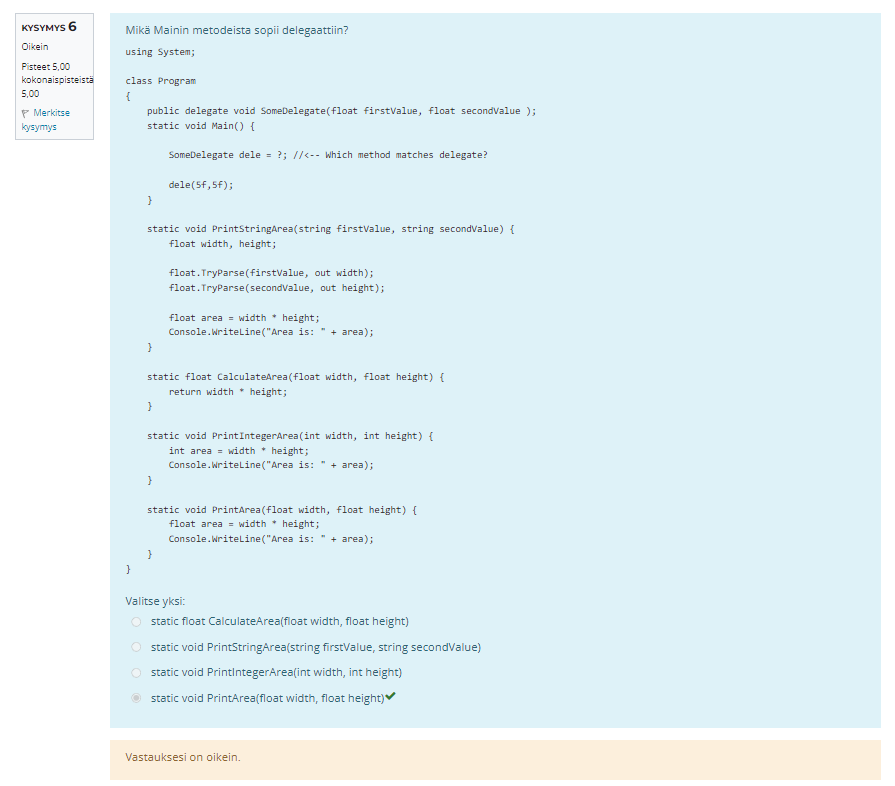 KYSYMYS 6
Oikein
Pisteet 5,00
kokonaispisteistä
5,00
Merkitse
kysymys
Mikä Mainin metodeista sopii delegaattiin?
using System;
class Program
{
    public delegate void SomeDelegate(float firstValue, float secondValue );
    static void Main() {
        SomeDelegate dele = ?; //<-- Which method matches delegate?
        dele(5f,5f);
    }
    static void PrintStringArea(string firstValue, string secondValue) {
        float width, height;
        float.TryParse(firstValue, out width);
        float.TryParse(secondValue, out height);
        float area = width * height;
        Console.WriteLine("Area is: " + area);
    }
    static float CalculateArea(float width, float height) {
        return width * height;
    }
    static void PrintIntegerArea(int width, int height) {
        int area = width * height;
        Console.WriteLine("Area is: " + area);
    }
    static void PrintArea(float width, float height) {
        float area = width * height;
        Console.WriteLine("Area is: " + area);
    }
}
Valitse yksi:
static float CalculateArea(float width, float height)
static void PrintStringArea(string firstValue, string secondValue)
static void PrintIntegerArea(int width, int height)
static void PrintArea(float width, float height)
Vastauksesi on oikein.